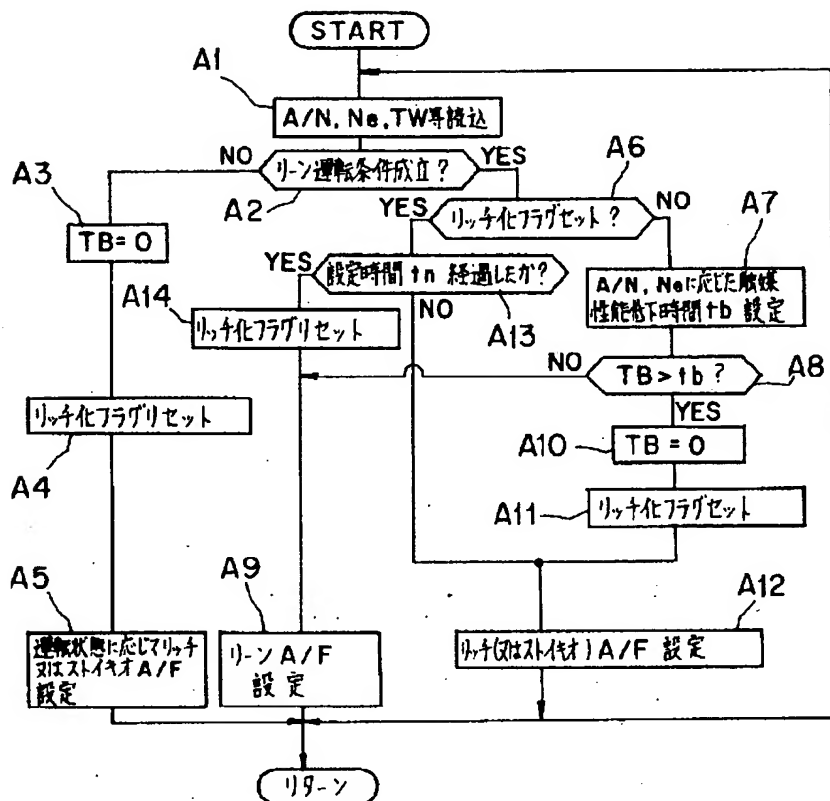 START
A1
A/N, Ne, TW等読込
NO
リーン運転条件成立?
YES
A2
A3
TB=0
A6
YES
リッチ化フラグセット?
NO
A7
A/N, Neに応じた触媒
性能低下時間tb 設定
YES
設定時間 tn 経過したか?
NO
A13
A14
リッチ化フラグリセット
NO
TB>tb?
A8
YES
A10
TB=0
リッチ化フラグリセット
A4
A11
リッチ化フラグセット
A5
運転状態に応じてリッチ
又はストイキオA/F
設定
A9
リーン A/F
設定
A12
リッチ(又はストイキオ) A/F 設定
リターン